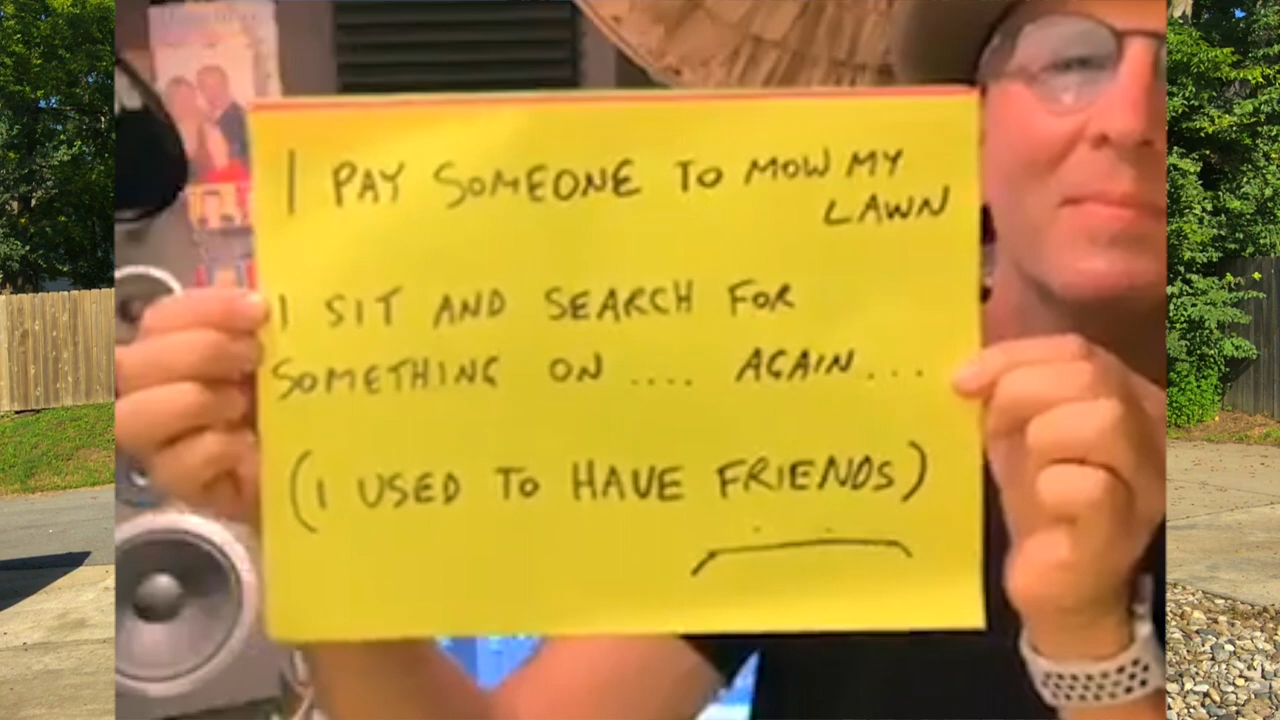 I PAY SOMEONE TO MOW MY
LAWN
I SIT AND SEARCH FOR
SOMETHING ON .... AGAIN...
(I USED TO HAVE FRIENDS)